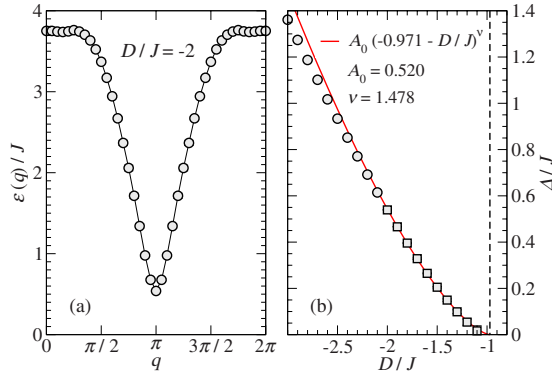 4
3
2
1
0
ε(q)/J
D/J = -2
(a)
0
π/2
π
3π/2
2π
q
A₀ (-0.971 - D/J)^ν
A₀ = 0.520
ν = 1.478
(b)
-2.5
-2
-1.5
-1
D/J
1.4
1.2
1
0.8
0.6
0.4
0.2
0
Δ/J